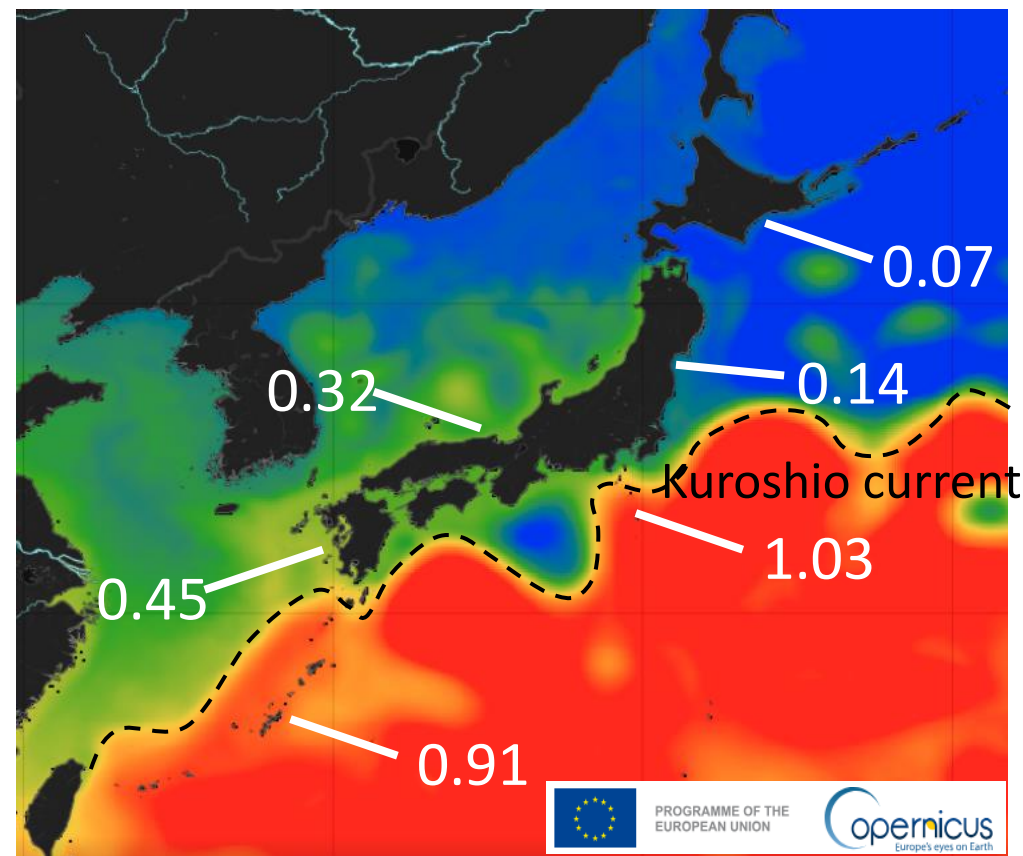 0.07
0.32
0.14
Kuroshio current
1.03
0.45
0.91
PROGRAMME OF THE
EUROPEAN UNION
opernicus
Europe's eyes on Earth